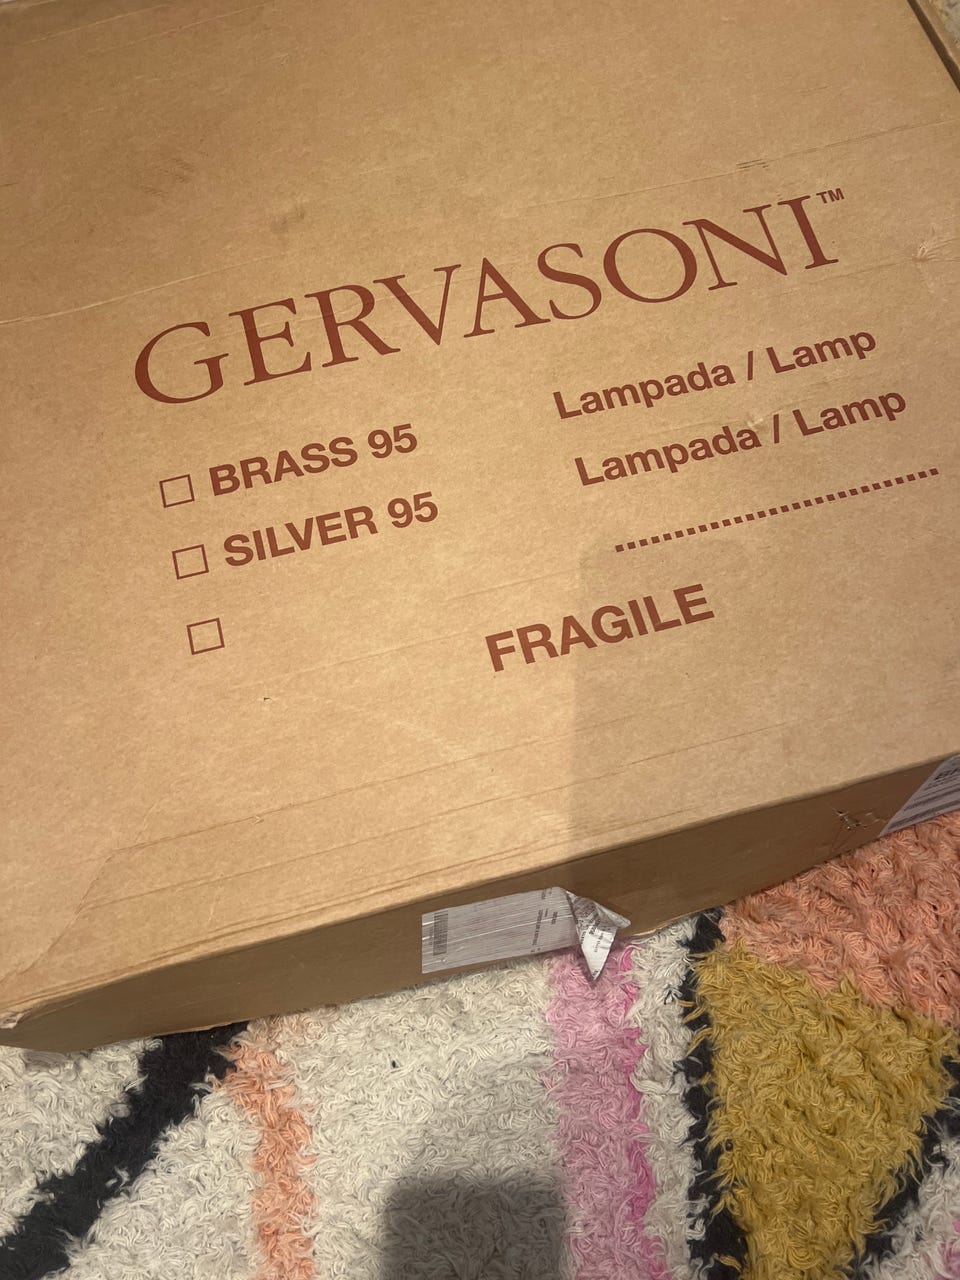 GERVASONI™
☐ BRASS 95 Lampada / Lamp
☐ SILVER 95 Lampada / Lamp
☐ ........................
FRAGILE